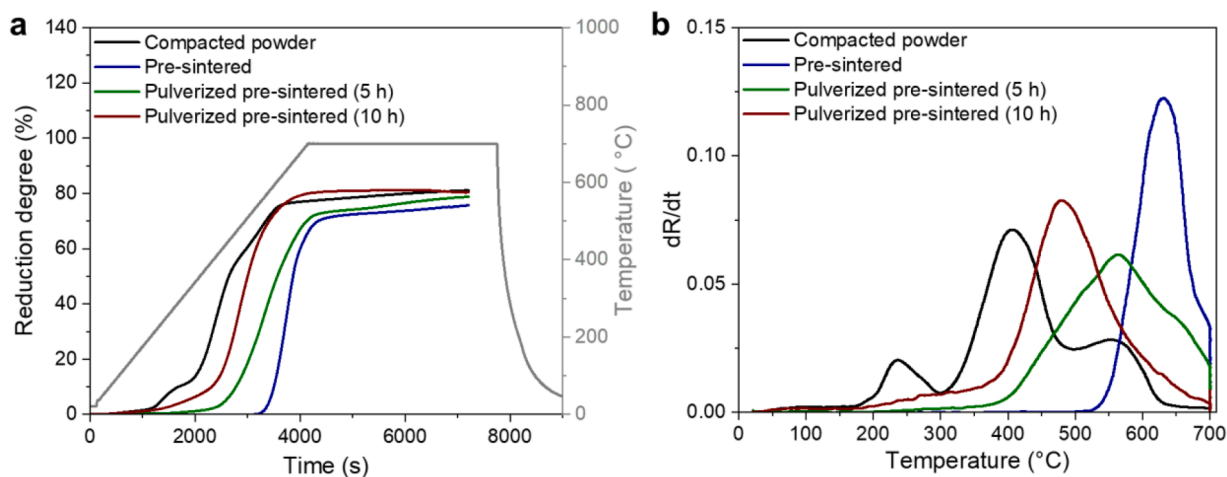 a
Compacted powder
Pre-sintered
Pulverized pre-sintered (5 h)
Pulverized pre-sintered (10 h)
140
120
100
80
60
40
20
0
Reduction degree (%)
0
2000
4000
6000
8000
Time (s)
1000
800
600
400
200
0
Temperature ( °C)
b
Compacted powder
Pre-sintered
Pulverized pre-sintered (5 h)
Pulverized pre-sintered (10 h)
0.15
0.10
0.05
0.00
dR/dt
0
100
200
300
400
500
600
700
Temperature (°C)